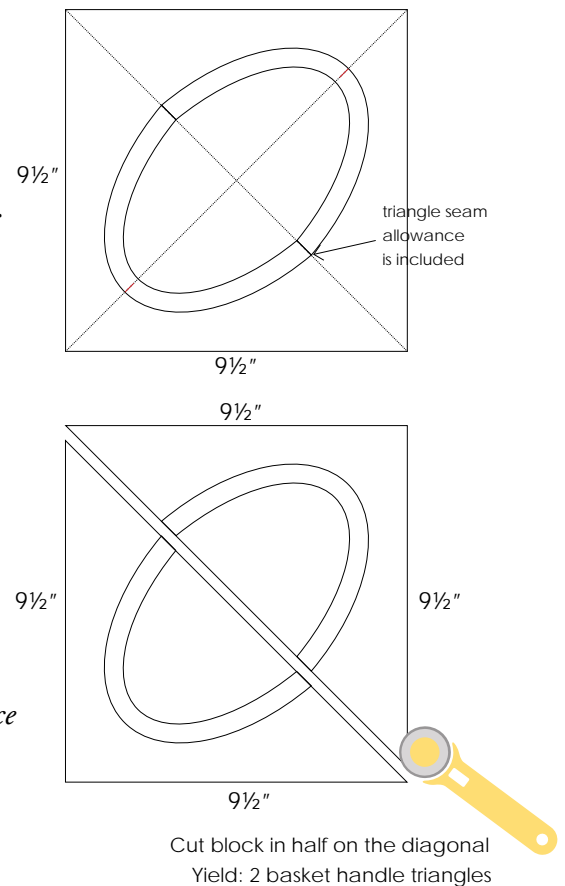 9½"
triangle seam
allowance
is included
9½"
9½"
9½"
9½"
9½"
Cut block in half on the diagonal
Yield: 2 basket handle triangles